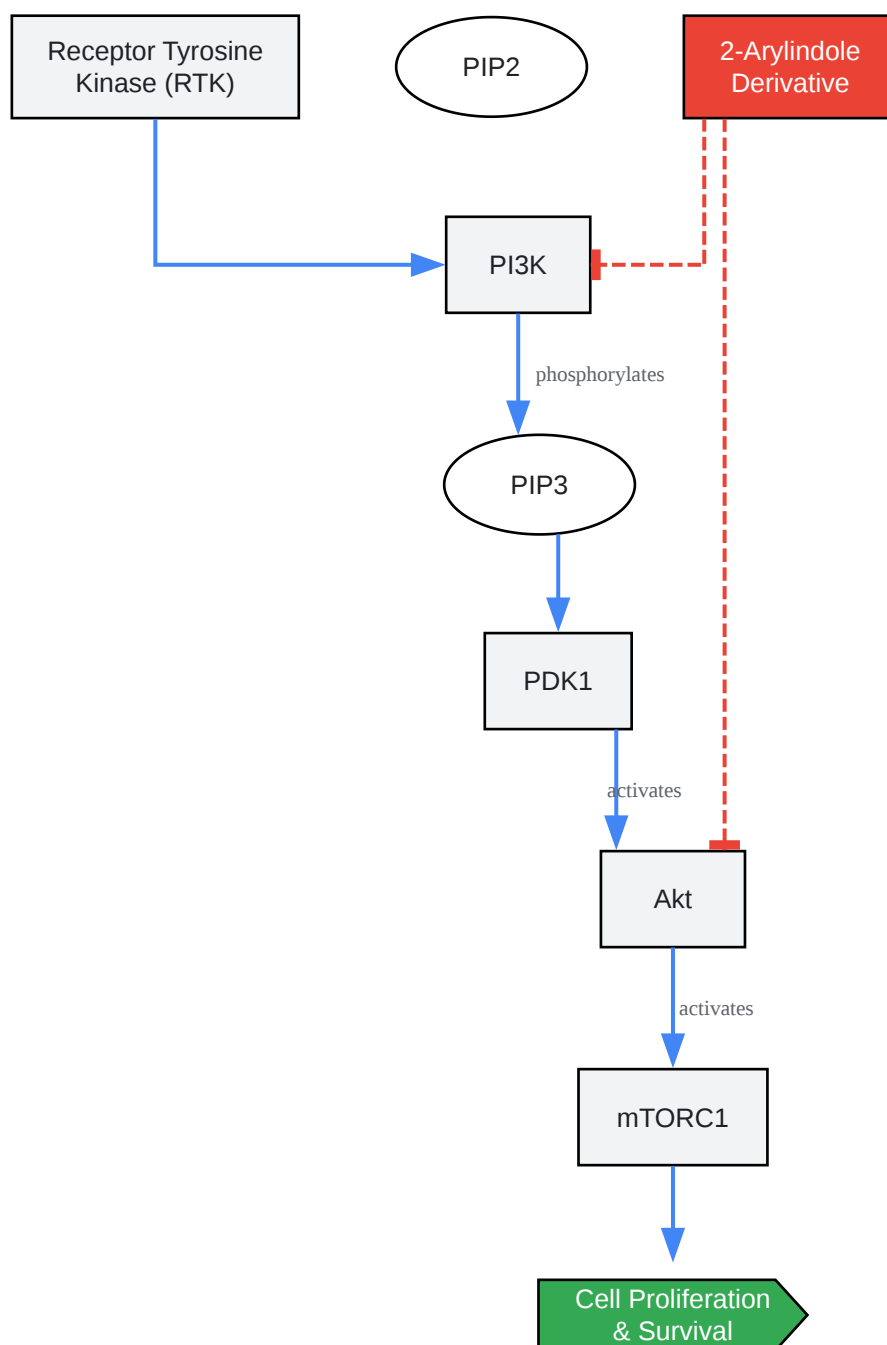 Receptor Tyrosine
Kinase (RTK)
PIP2
2-Arylindole
Derivative
PI3K
phosphorylates
PIP3
PDK1
activates
Akt
activates
mTORC1
Cell Proliferation
& Survival